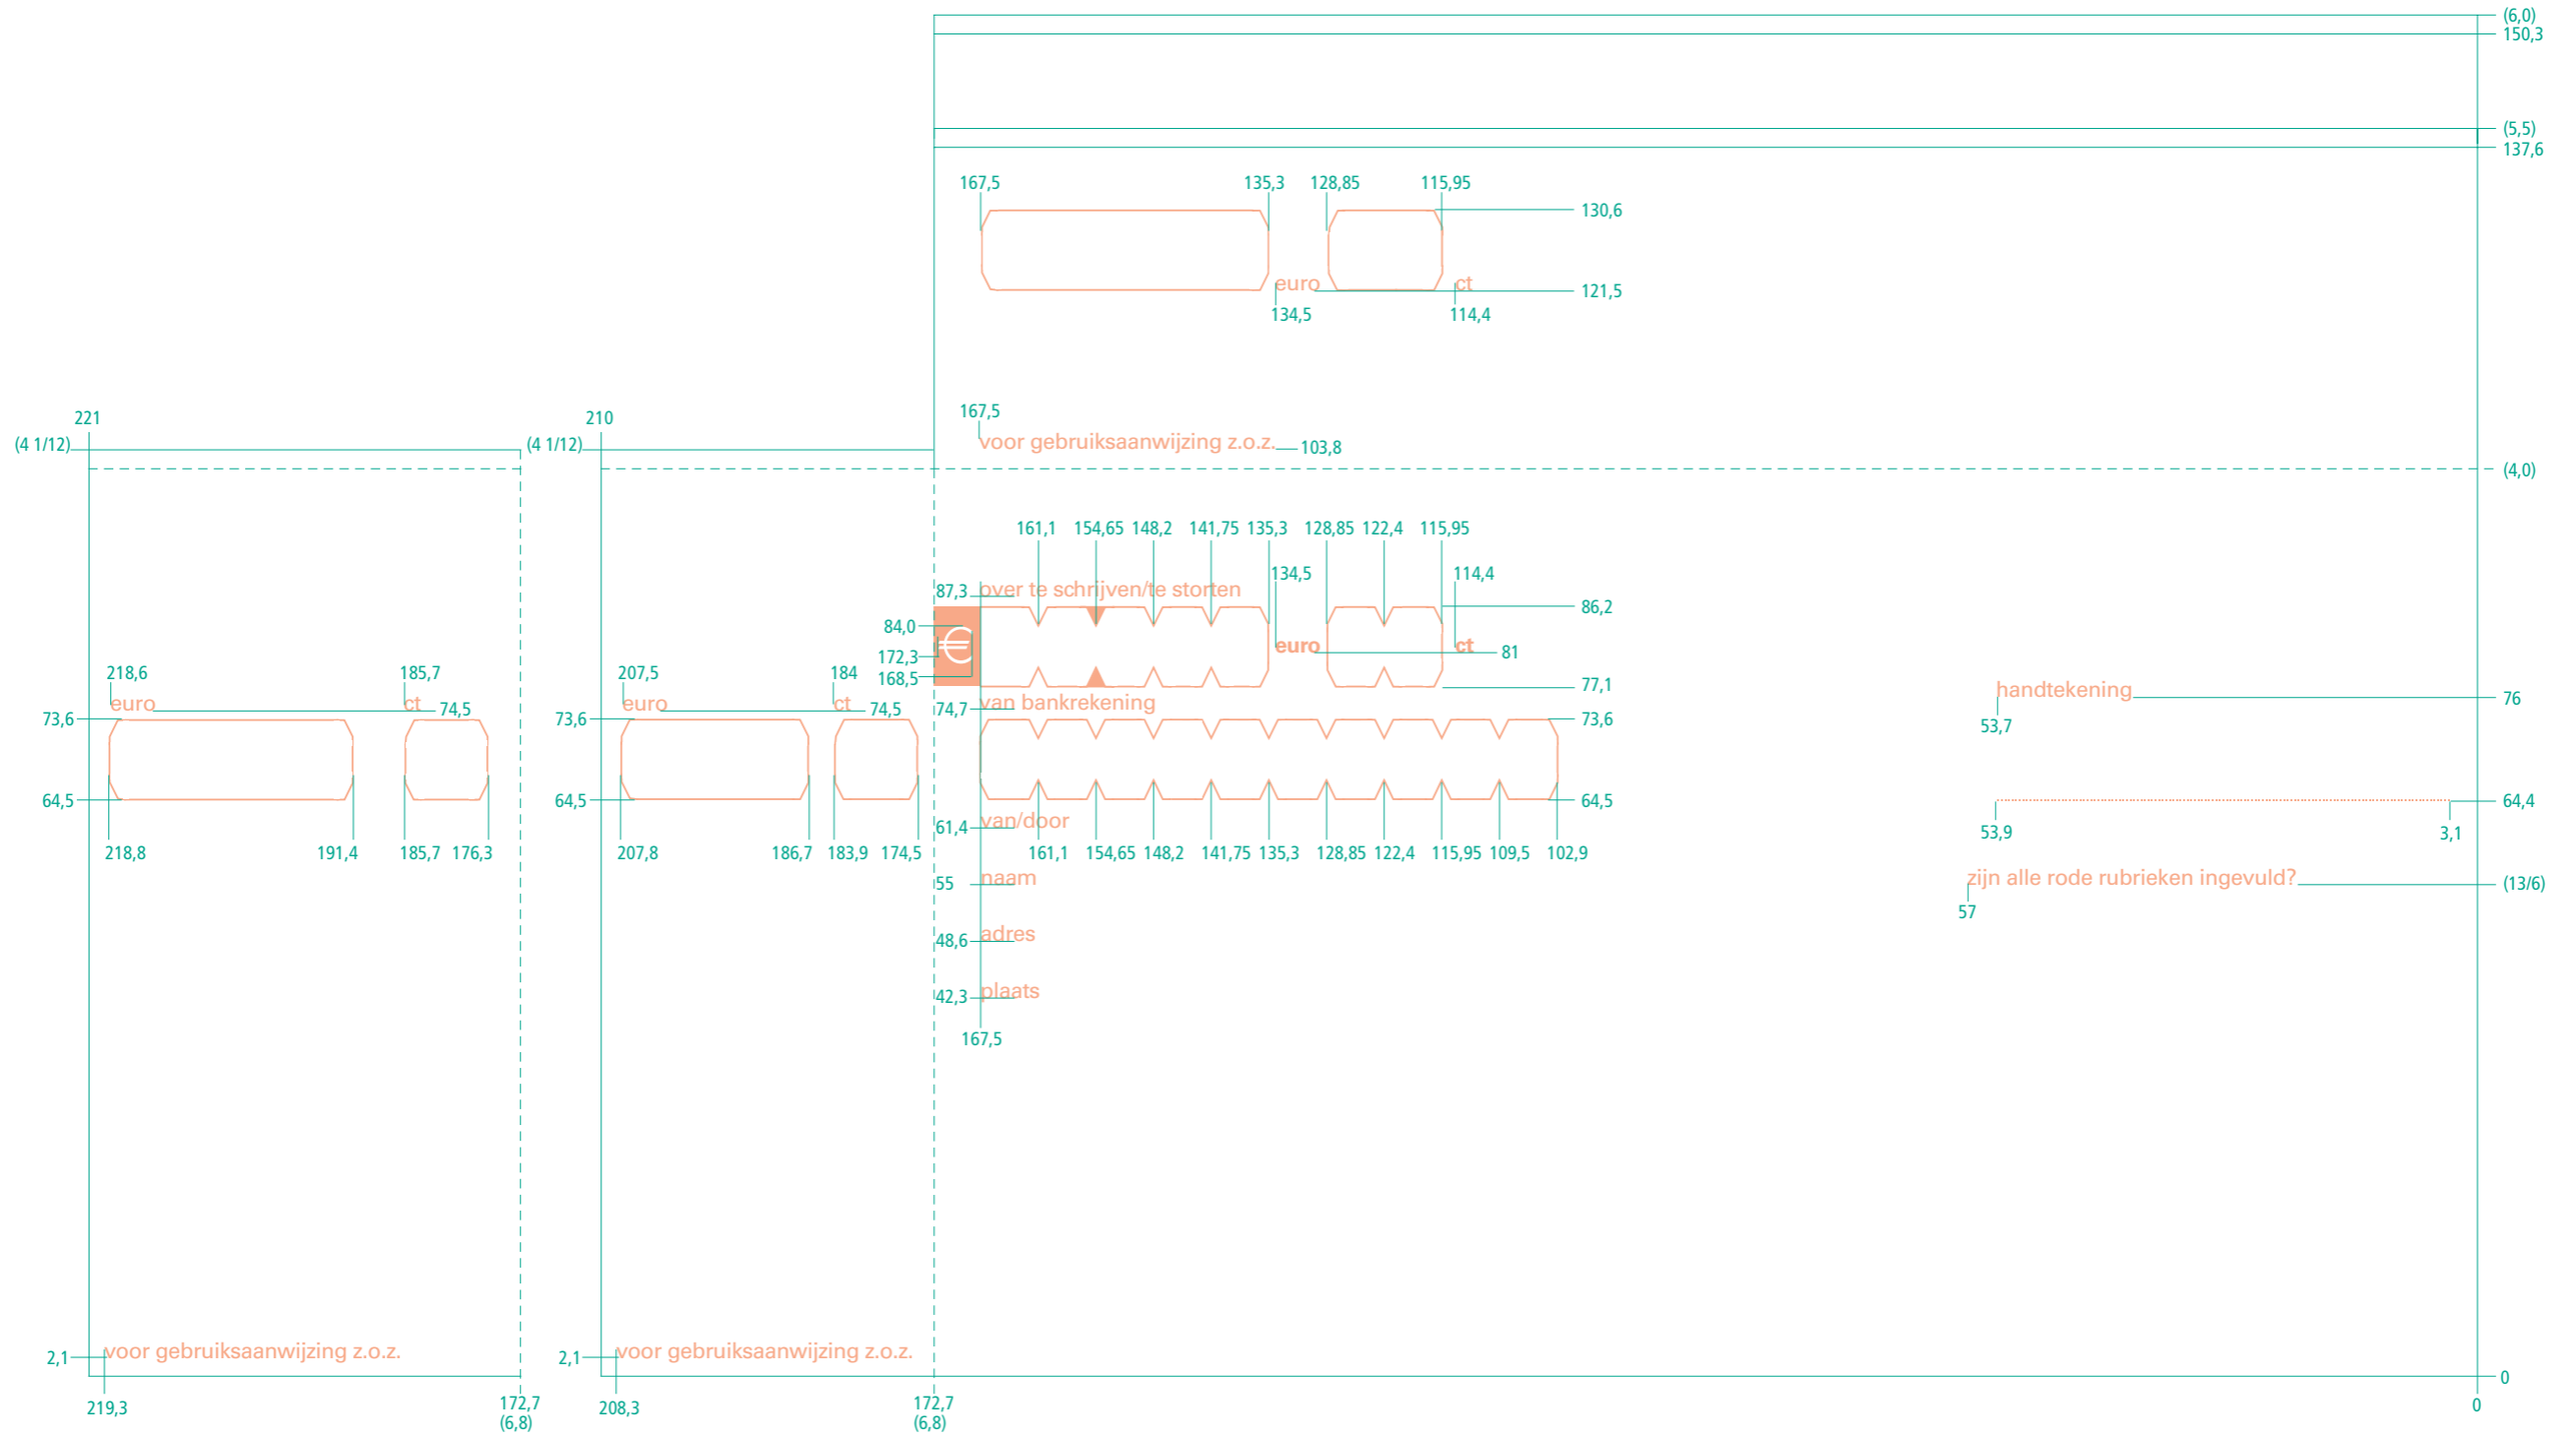 (6,0)
150,3
(5,5)
137,6
167,5 135,3 128,85 115,95
130,6
euro ct
121,5
134,5 114,4
221 210 167,5
(4 1/12) (4 1/12) voor gebruiksaanwijzing z.o.z. 103,8
(4,0)
161,1 154,65 148,2 141,75 135,3 128,85 122,4 115,95
134,5 114,4
87,3 over te schrijven/te storten
86,2
84,0
€ euro ct 81
172,3
168,5
77,1
218,6 185,7 207,5 184
euro ct 74,5 euro ct 74,5 74,7 van bankrekening
handtekening 76
73,6 73,6 73,6
53,7
64,5 64,5 64,5 64,4
61,4 van/door
53,9 3,1
218,8 191,4 185,7 176,3 207,8 186,7 183,9 174,5 161,1 154,65 148,2 141,75 135,3 128,85 122,4 115,95 109,5 102,9
55 naam zijn alle rode rubrieken ingevuld? (13/6)
57
48,6 adres
42,3 plaats
167,5
2,1 voor gebruiksaanwijzing z.o.z. 2,1 voor gebruiksaanwijzing z.o.z.
0
219,3 172,7 208,3 172,7 0
(6,8) (6,8)